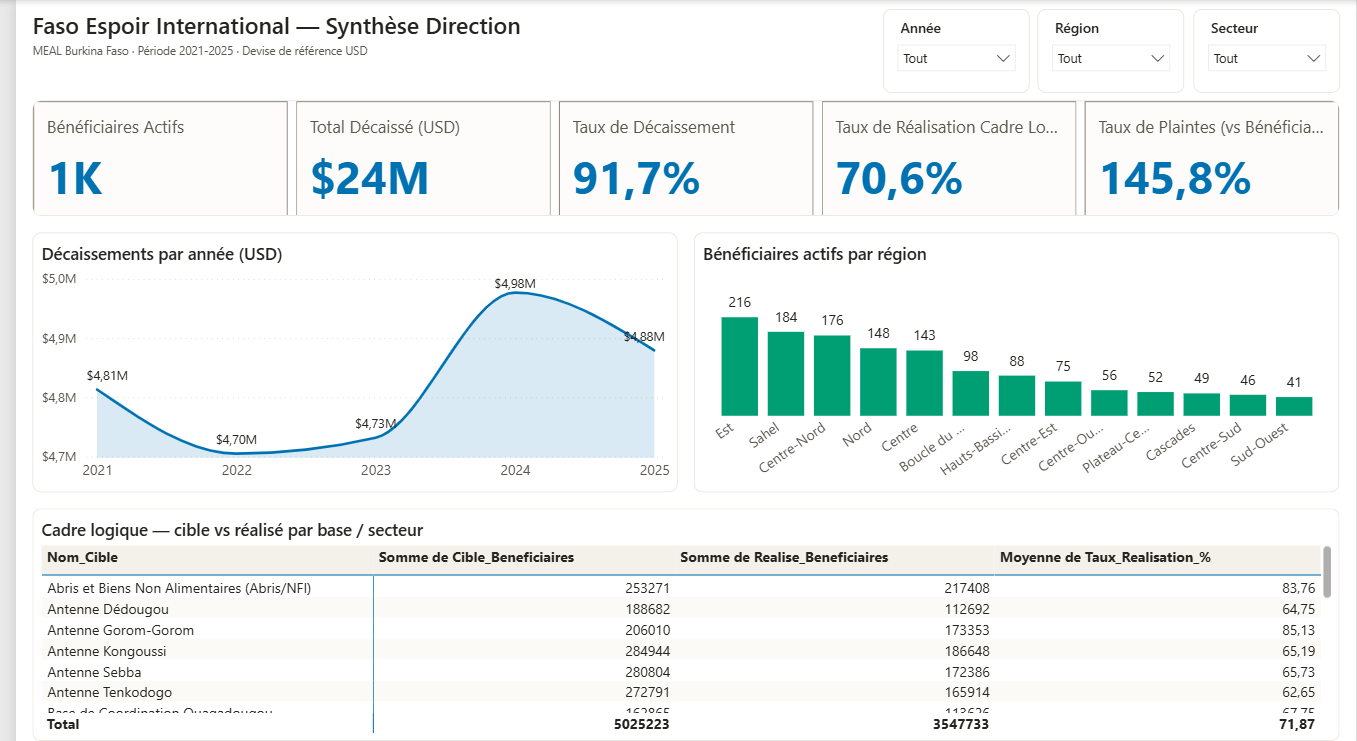 Faso Espoir International — Synthèse Direction
MEAL Burkina Faso · Période 2021-2025 · Devise de référence USD
Année
Tout
Région
Tout
Secteur
Tout
Bénéficiaires Actifs
1K
Total Décaissé (USD)
$24M
Taux de Décaissement
91,7%
Taux de Réalisation Cadre Lo...
70,6%
Taux de Plaintes (vs Bénéficia...
145,8%
Décaissements par année (USD)
$5,0M
$4,9M
$4,8M
$4,7M
$4,81M
$4,70M
$4,73M
$4,98M
$4,88M
2021 2022 2023 2024 2025
Bénéficiaires actifs par région
216 184 176 148 143 98 88 75 56 52 49 46 41
Est
Sahel
Centre-Nord
Nord
Centre
Boucle du ...
Hauts-Bassi...
Centre-Est
Centre-Ou...
Plateau-Ce...
Cascades
Centre-Sud
Sud-Ouest
Cadre logique — cible vs réalisé par base / secteur
Nom_Cible Somme de Cible_Beneficiaires Somme de Realise_Beneficiaires Moyenne de Taux_Realisation_%
Abris et Biens Non Alimentaires (Abris/NFI) 253271 217408 83,76
Antenne Dédougou 188682 112692 64,75
Antenne Gorom-Gorom 206010 173353 85,13
Antenne Kongoussi 284944 186648 65,19
Antenne Sebba 280804 172386 65,73
Antenne Tenkodogo 272791 165914 62,65
Base de Coordination Ouagadougou 162865 113626 67,75
Total 5025223 3547733 71,87